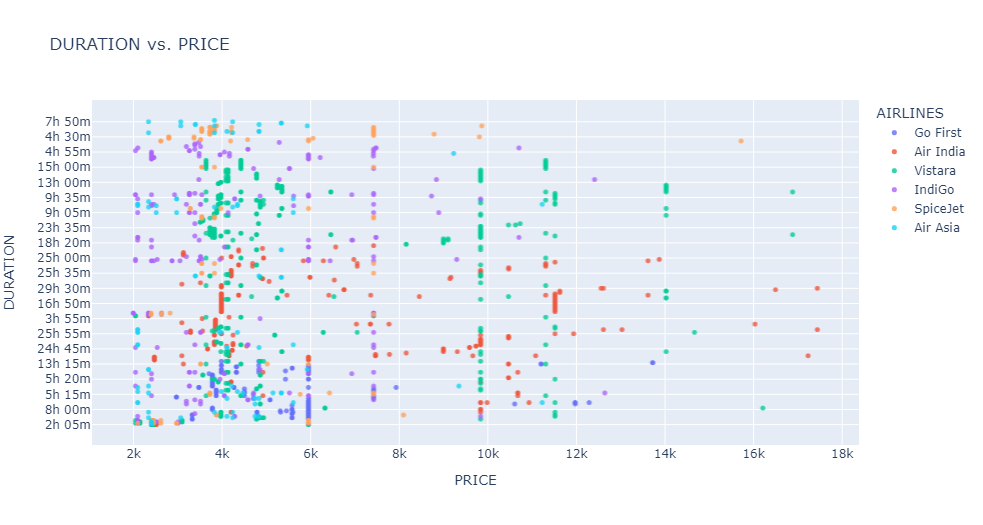 DURATION vs. PRICE
AIRLINES
Go First
Air India
Vistara
IndiGo
SpiceJet
Air Asia
DURATION
7h 50m
4h 30m
4h 55m
15h 00m
13h 00m
9h 35m
9h 05m
23h 35m
18h 20m
25h 00m
25h 35m
29h 30m
16h 50m
3h 55m
25h 55m
24h 45m
13h 15m
5h 20m
5h 15m
8h 00m
2h 05m
2k 4k 6k 8k 10k 12k 14k 16k 18k
PRICE